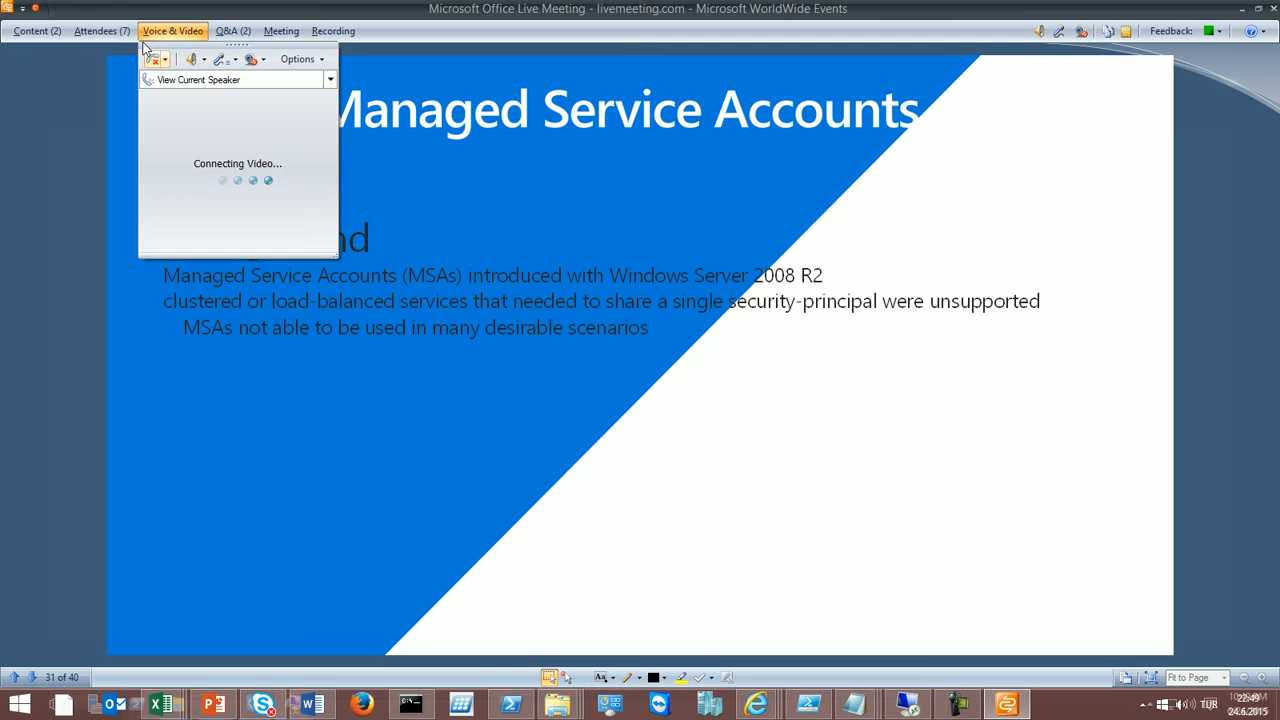 Microsoft Office Live Meeting - livemeeting.com - Microsoft WorldWide Events
Content (2) Attendees (7) Voice & Video Q&A (2) Meeting Recording Feedback:
Options
View Current Speaker
Managed Service Accounts
Connecting Video...
nd
Managed Service Accounts (MSAs) introduced with Windows Server 2008 R2
clustered or load-balanced services that needed to share a single security-principal were unsupported
MSAs not able to be used in many desirable scenarios
31 of 40 Aa Fit to Page
TUR
22:49
24.6.2015